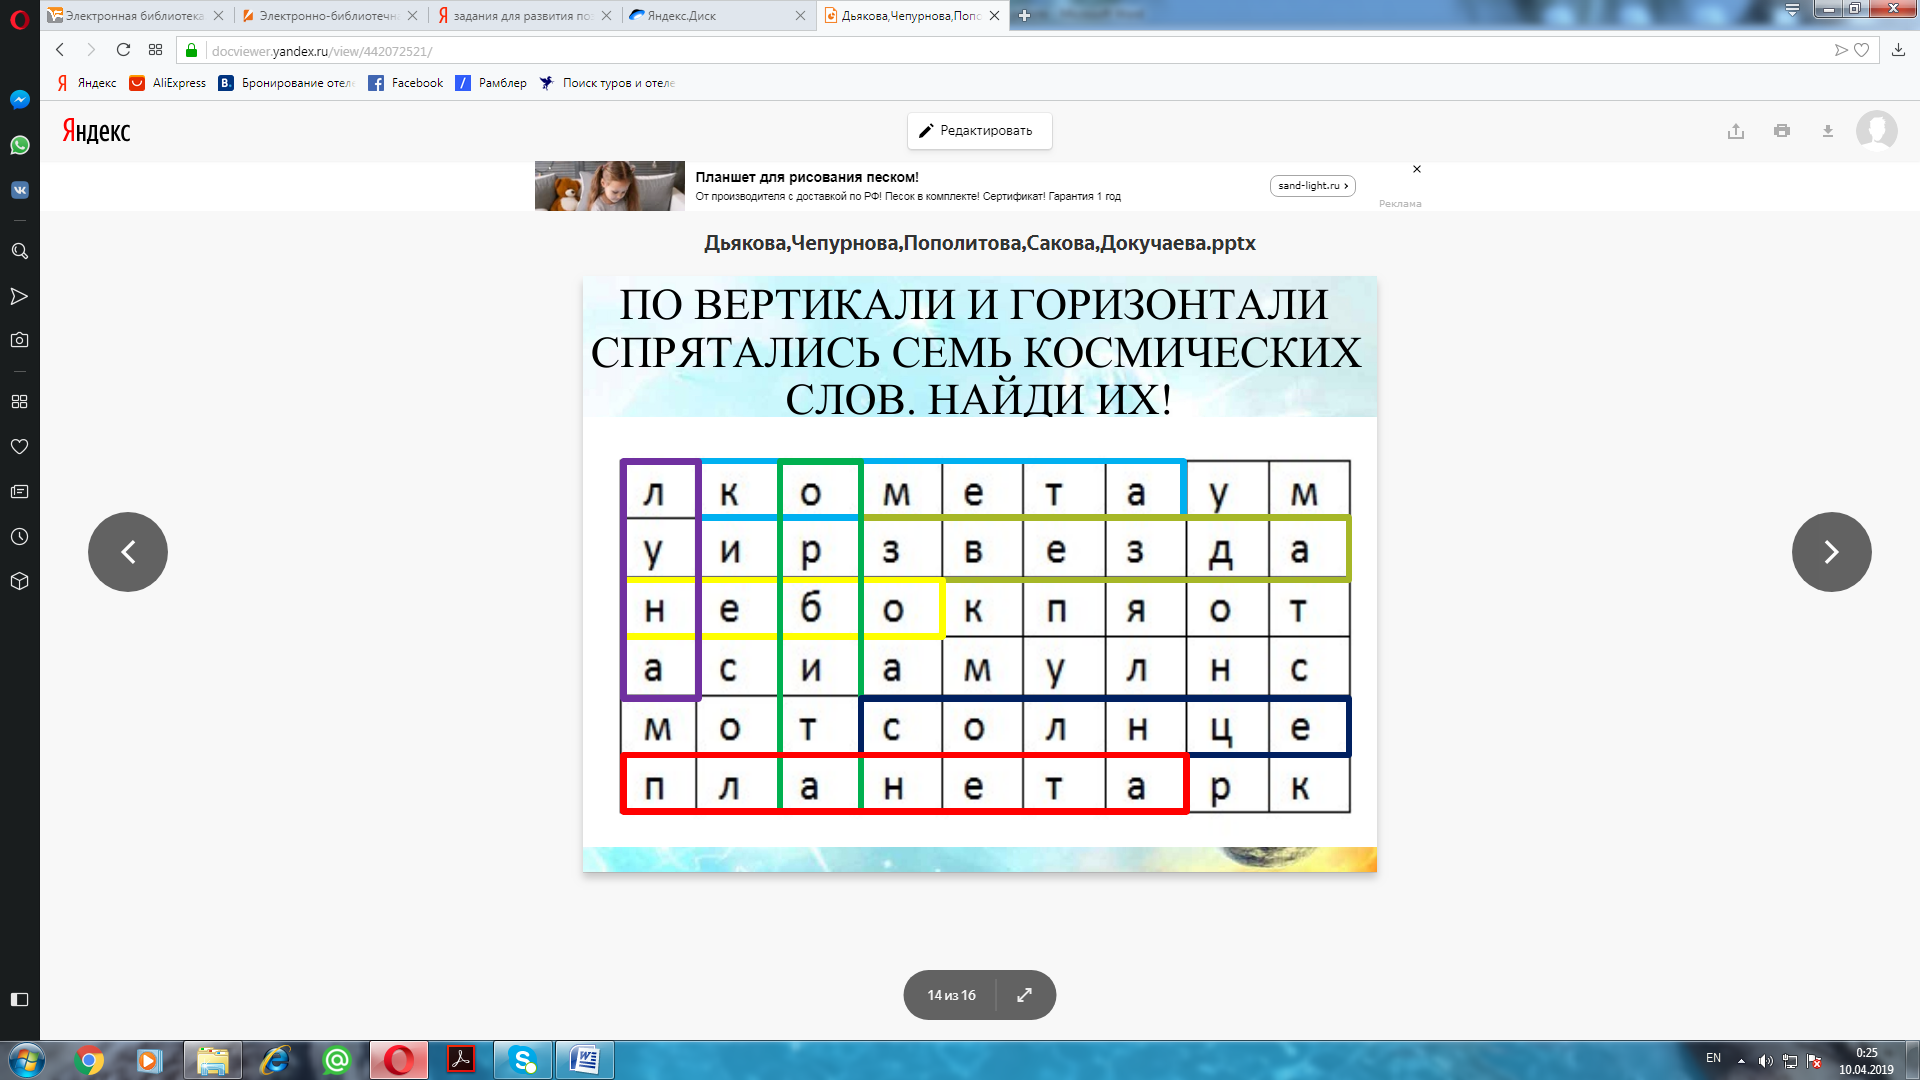 Электронная библиотека
Электронно-библиотечн
задания для развития поз
Яндекс.Диск
Дьякова,Чепурнова,Попо
docviewer.yandex.ru/view/442072521/
Яндекс
AliExpress
Бронирование отеле
Facebook
Рамблер
Поиск туров и отеле
Яндекс
Редактировать
Планшет для рисования песком!
От производителя с доставкой по РФ! Песок в комплекте! Сертификат! Гарантия 1 год
sand-light.ru
Реклама
Дьякова,Чепурнова,Пополитова,Сакова,Докучаева.pptx
ПО ВЕРТИКАЛИ И ГОРИЗОНТАЛИ
СПРЯТАЛИСЬ СЕМЬ КОСМИЧЕСКИХ
СЛОВ. НАЙДИ ИХ!
л к о м е т а у м
у и р з в е з д а
н е б о к п я о т
а с и а м у л н с
м о т с о л н ц е
п л а н е т а р к
14 из 16
EN
0:25
10.04.2019